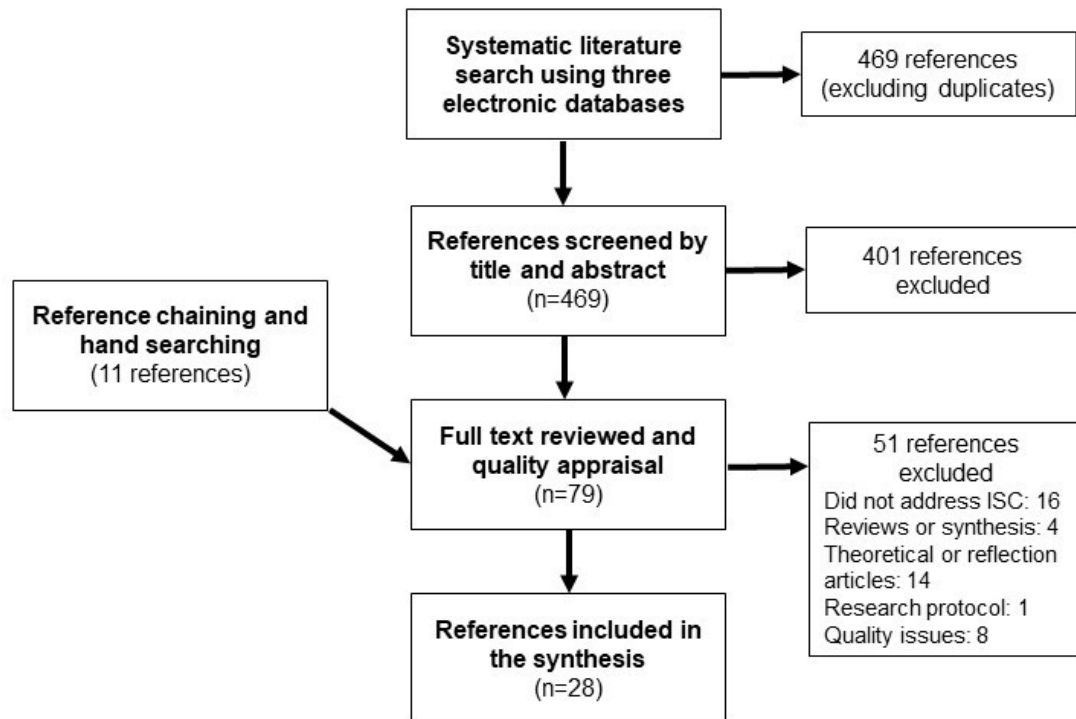 Systematic literature
search using three
electronic databases
469 references
(excluding duplicates)
References screened by
title and abstract
(n=469)
401 references
excluded
Reference chaining and
hand searching
(11 references)
Full text reviewed and
quality appraisal
(n=79)
51 references
excluded
Did not address ISC: 16
Reviews or synthesis: 4
Theoretical or reflection
articles: 14
Research protocol: 1
Quality issues: 8
References included in
the synthesis
(n=28)